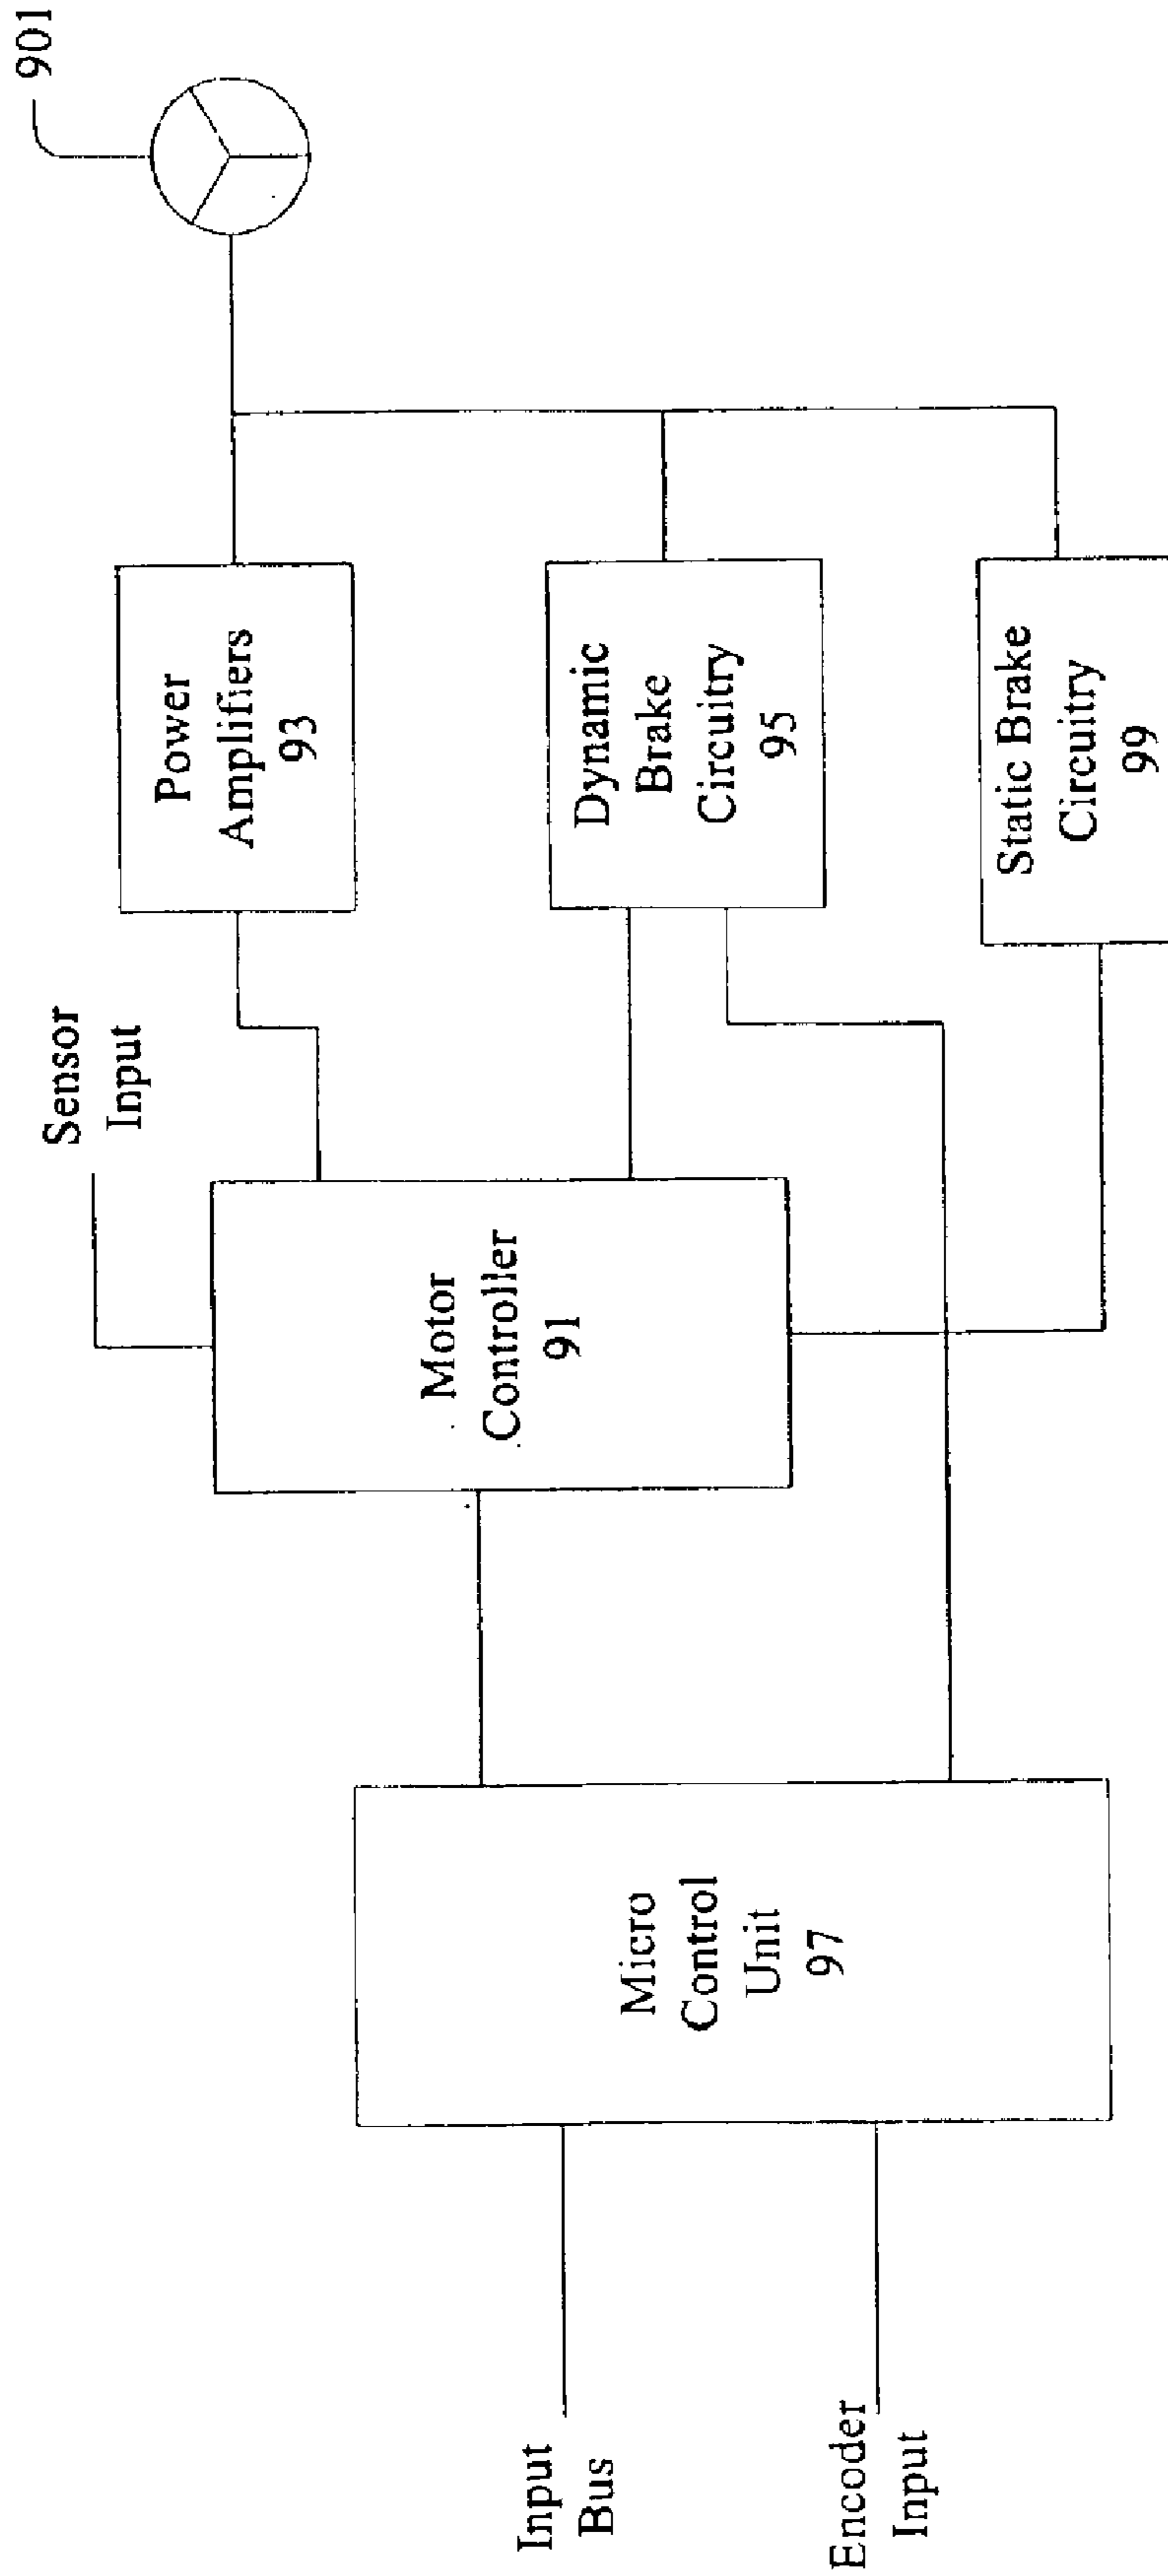 901
Sensor
Input
Power
Amplifiers
93
Motor
Controller
91
Dynamic
Brake
Circuitry
95
Static Brake
Circuitry
99
Micro
Control
Unit
97
Input
Bus
Encoder
Input